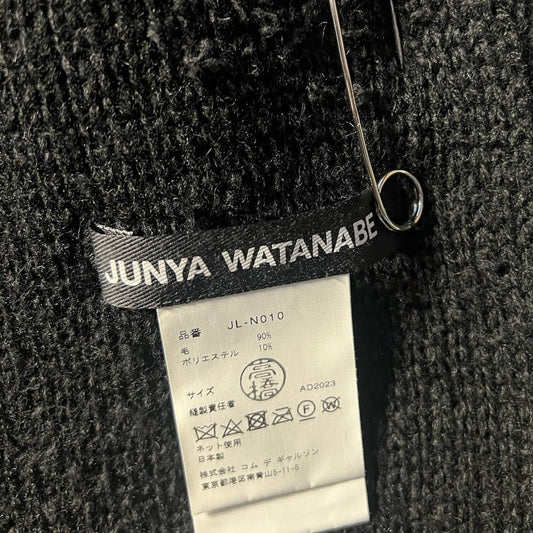 JUNYA WATANABE
品番 JL-N010
毛 90%
ポリエステル 10%
サイズ
縫製責任者 高橋 AD2023
F W
ネット使用
日本製
株式会社 コム デ ギャルソン
東京都港区南青山5-11-5